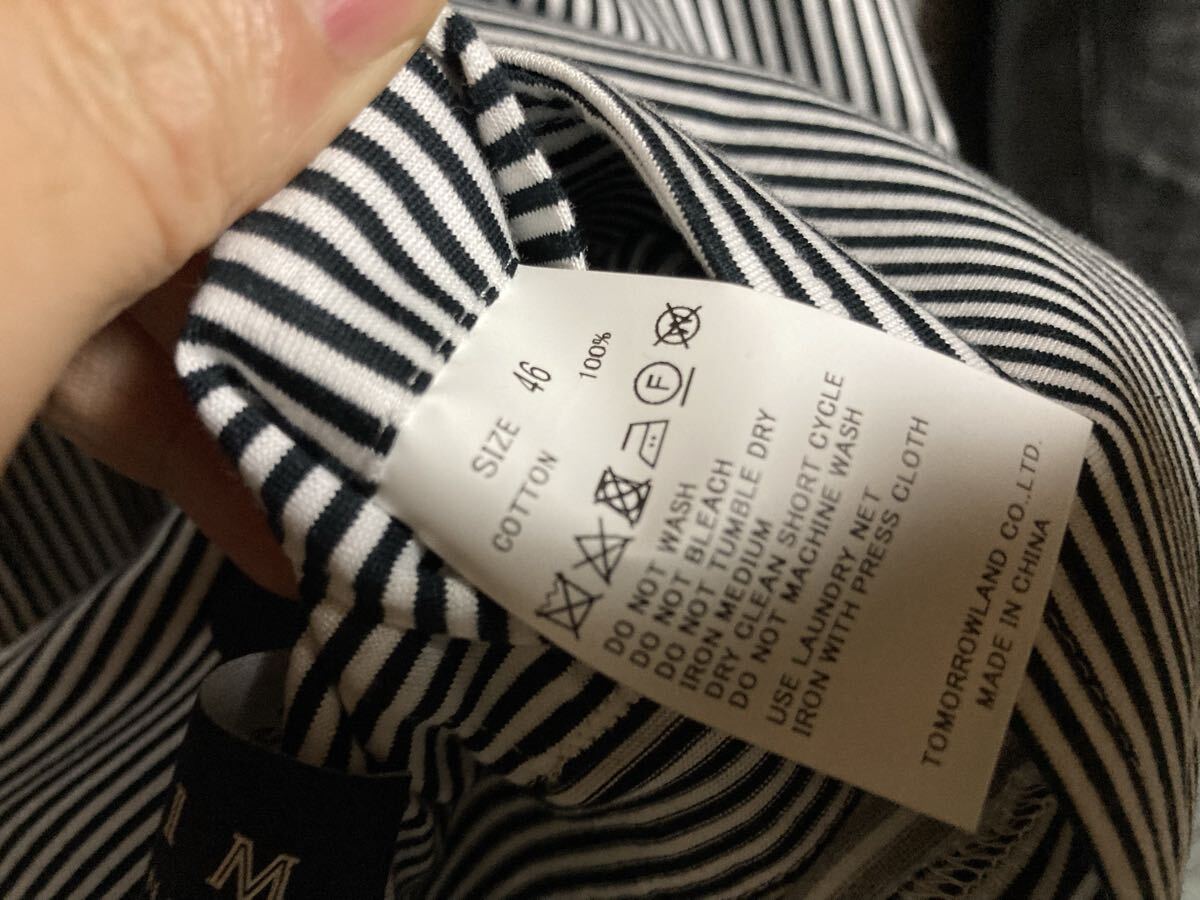 SIZE 46
COTTON 100%
F
W
DO NOT WASH
DO NOT BLEACH
DO NOT TUMBLE DRY
IRON MEDIUM
DRY CLEAN SHORT CYCLE
DO NOT MACHINE WASH
USE LAUNDRY NET
IRON WITH PRESS CLOTH
TOMORROWLAND CO.,LTD.
MADE IN CHINA
I M